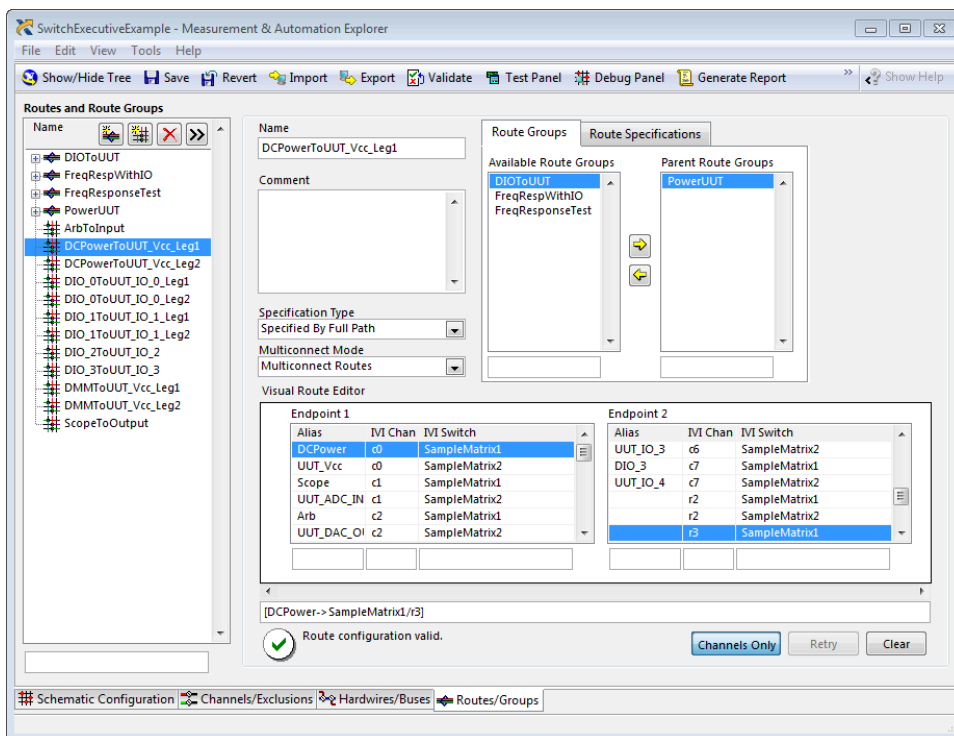 SwitchExecutiveExample - Measurement & Automation Explorer
File Edit View Tools Help
Show/Hide Tree Save Revert Import Export Validate Test Panel Debug Panel Generate Report » Show Help
Routes and Route Groups
Name
DIOToUUT
FreqRespWithIO
FreqResponseTest
PowerUUT
ArbToInput
DCPowerToUUT_Vcc_Leg1
DCPowerToUUT_Vcc_Leg2
DIO_0ToUUT_IO_0_Leg1
DIO_0ToUUT_IO_0_Leg2
DIO_1ToUUT_IO_1_Leg1
DIO_1ToUUT_IO_1_Leg2
DIO_2ToUUT_IO_2
DIO_3ToUUT_IO_3
DMMToUUT_Vcc_Leg1
DMMToUUT_Vcc_Leg2
ScopeToOutput
Name
DCPowerToUUT_Vcc_Leg1
Comment
Specification Type
Specified By Full Path
Multiconnect Mode
Multiconnect Routes
Route Groups Route Specifications
Available Route Groups
DIOToUUT
FreqRespWithIO
FreqResponseTest
Parent Route Groups
PowerUUT
Visual Route Editor
Endpoint 1
Alias IVI Chan IVI Switch
DCPower c0 SampleMatrix1
UUT_Vcc c0 SampleMatrix2
Scope c1 SampleMatrix1
UUT_ADC_IN c1 SampleMatrix2
Arb c2 SampleMatrix1
UUT_DAC_OU c2 SampleMatrix2
Endpoint 2
Alias IVI Chan IVI Switch
UUT_IO_3 c6 SampleMatrix2
DIO_3 c7 SampleMatrix1
UUT_IO_4 c7 SampleMatrix2
r2 SampleMatrix1
r2 SampleMatrix2
r3 SampleMatrix1
[DCPower->SampleMatrix1/r3]
Route configuration valid.
Channels Only Retry Clear
Schematic Configuration Channels/Exclusions Hardwires/Buses Routes/Groups